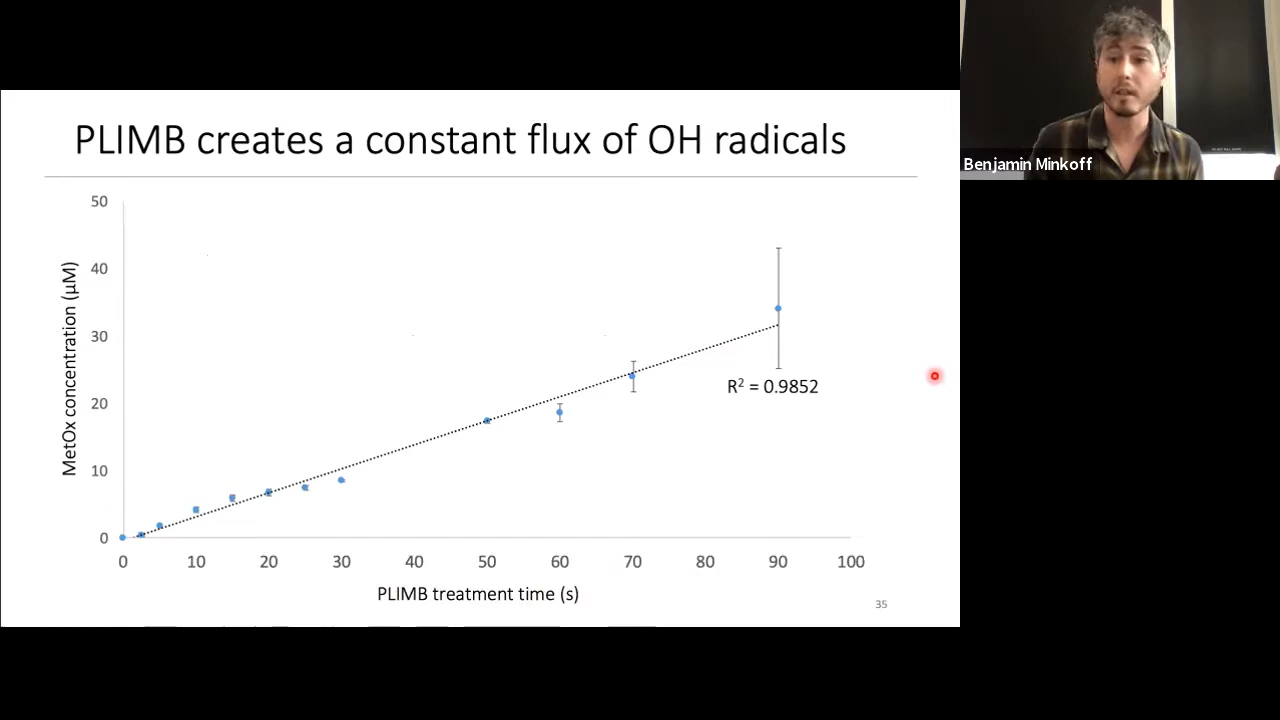 PLIMB creates a constant flux of OH radicals
50
40
30
20
10
0
MetOx concentration (µM)
R² = 0.9852
0 10 20 30 40 50 60 70 80 90 100
PLIMB treatment time (s)
35
Benjamin Minkoff